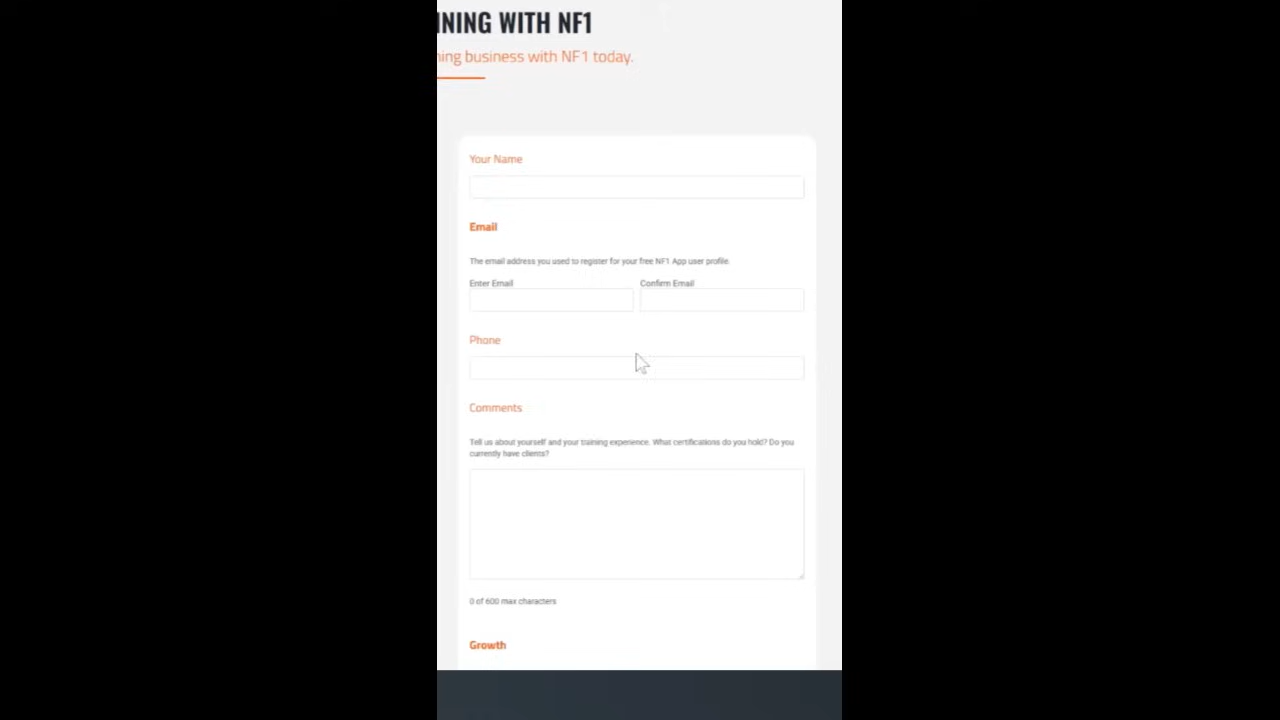 INING WITH NF1
ning business with NF1 today.
Your Name
Email
The email address you used to register for your free NF1 App user profile.
Enter Email Confirm Email
Phone
Comments
Tell us about yourself and your training experience. What certifications do you hold? Do you
currently have clients?
0 of 600 max characters
Growth